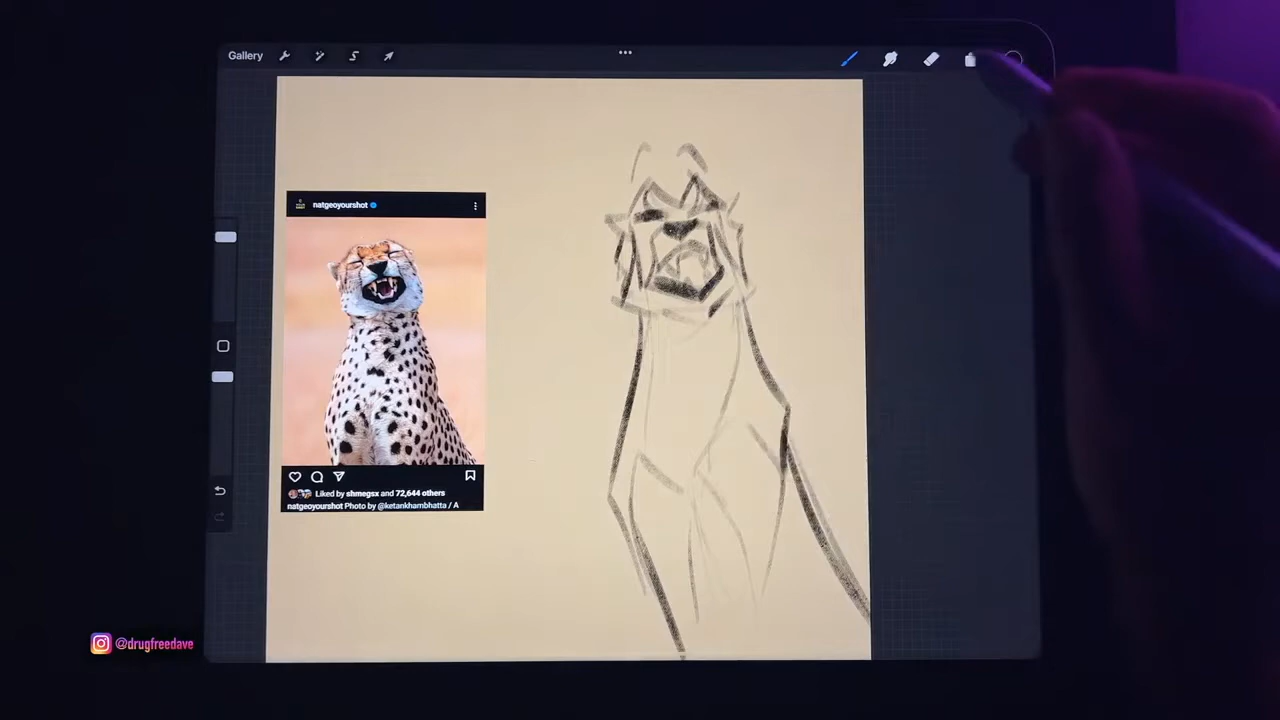 Gallery
natgeoyourshot
Liked by shmegsx and 72,644 others
natgeoyourshot Photo by @ketankhambhatta / A
@drugfreedave